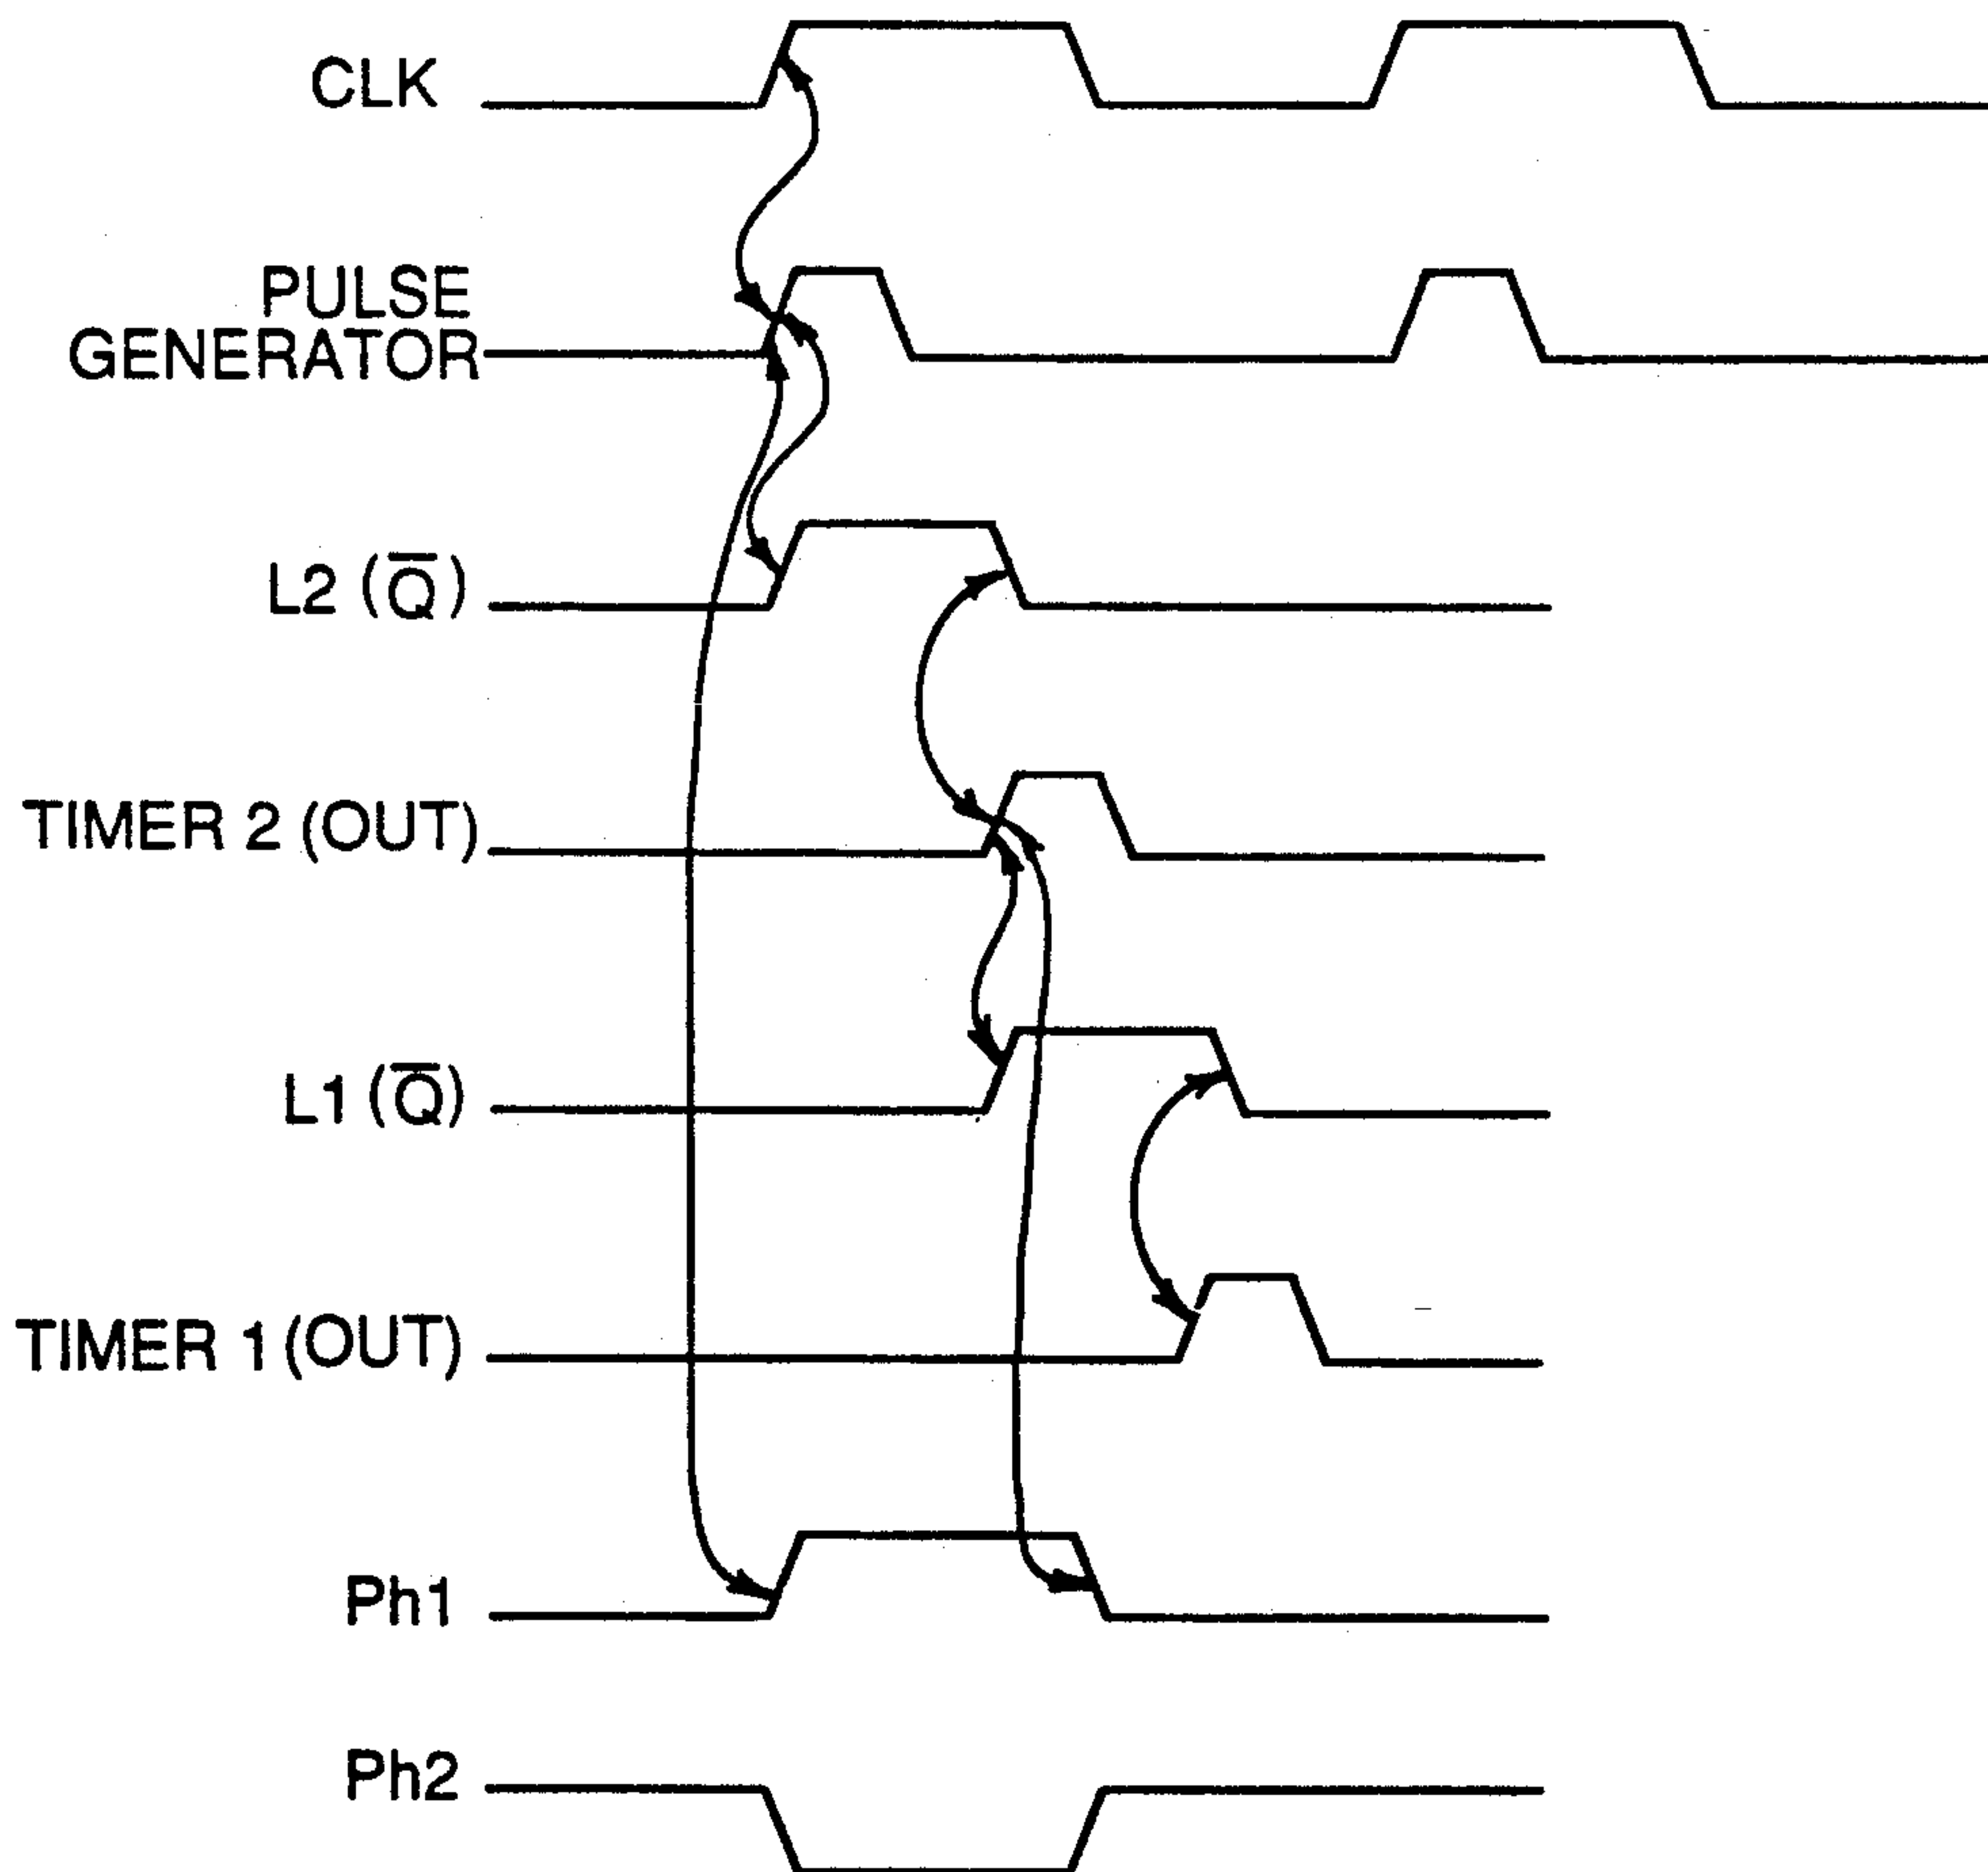 CLK
PULSE
GENERATOR
L2 (Q̅)
TIMER 2 (OUT)
L1 (Q̅)
TIMER 1 (OUT)
Ph1
Ph2